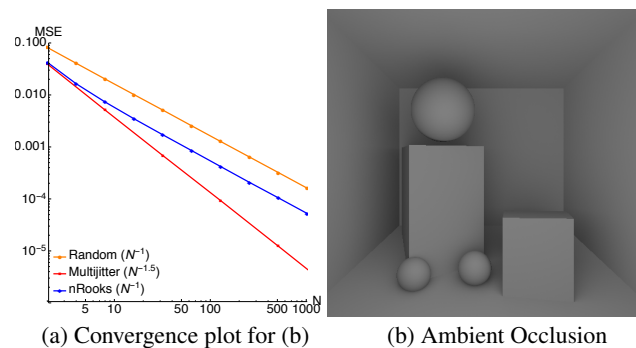 MSE
0.100
0.010
0.001
10⁻⁴
10⁻⁵
Random (N⁻¹)
Multijitter (N⁻¹·⁵)
nRooks (N⁻¹)
5 10 50 100 500 1000 N
(a) Convergence plot for (b)
(b) Ambient Occlusion